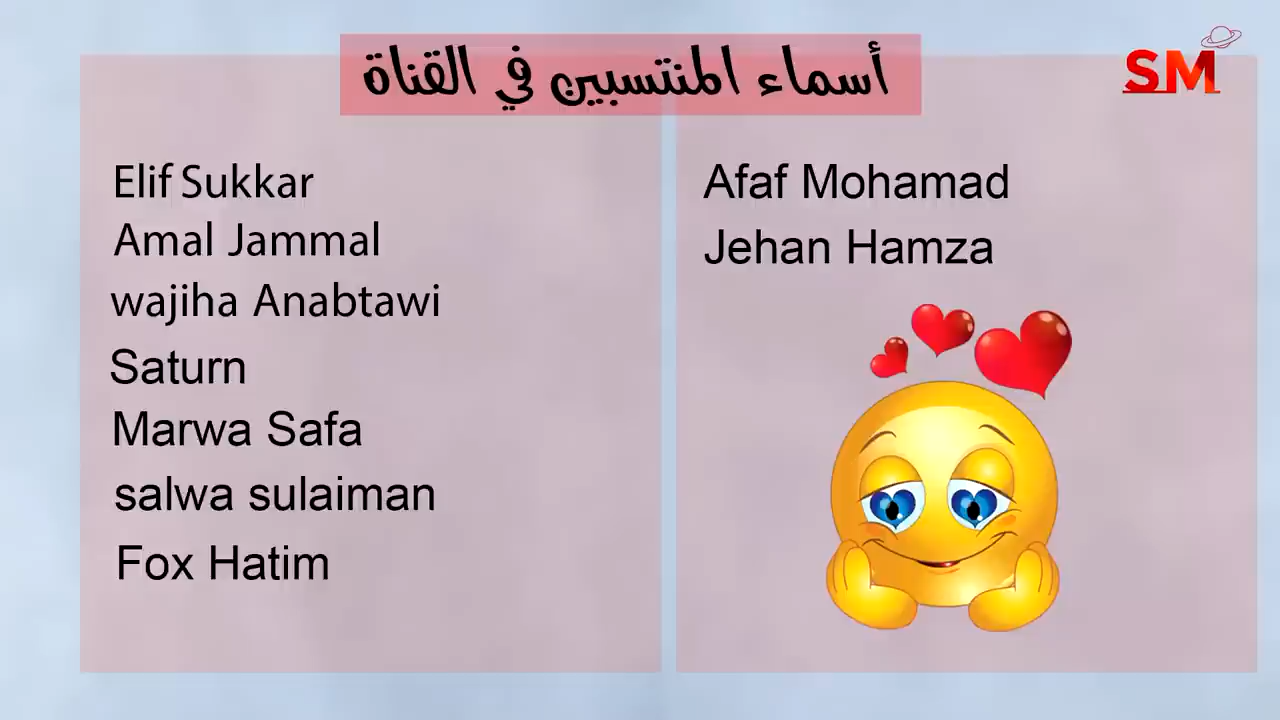 أسماء المنتسبين في القناة
SM
Elif Sukkar
Amal Jammal
wajiha Anabtawi
Saturn
Marwa Safa
salwa sulaiman
Fox Hatim
Afaf Mohamad
Jehan Hamza